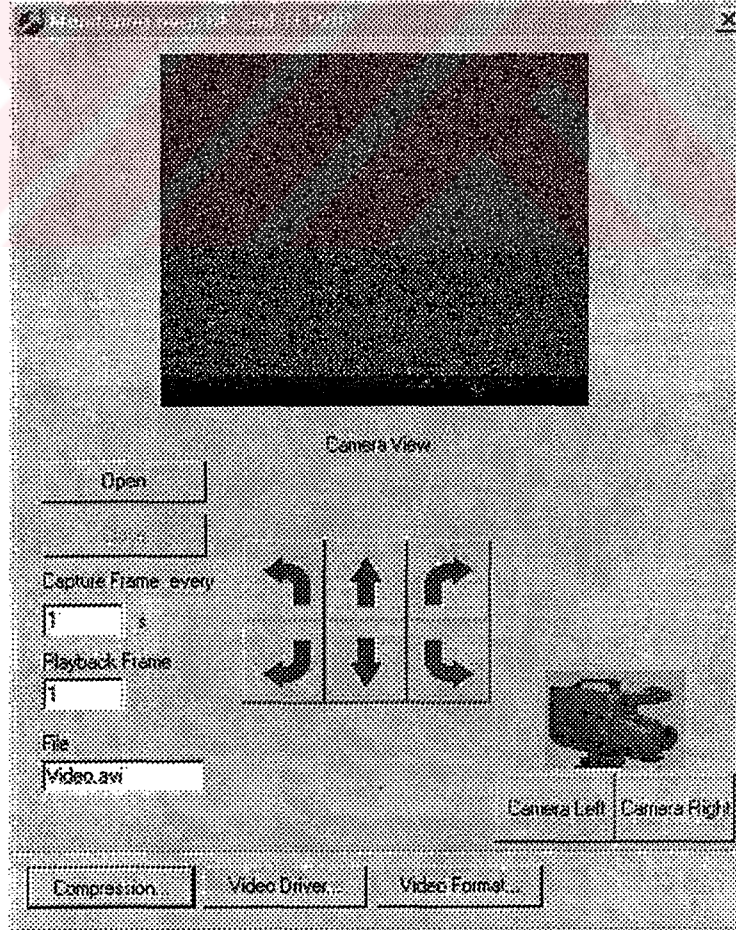 Camera View
Open
Capture Frame every
1 s
Playback Frame
1
File
Video.avi
Camera Left Camera Right
Compression... Video Driver... Video Format...